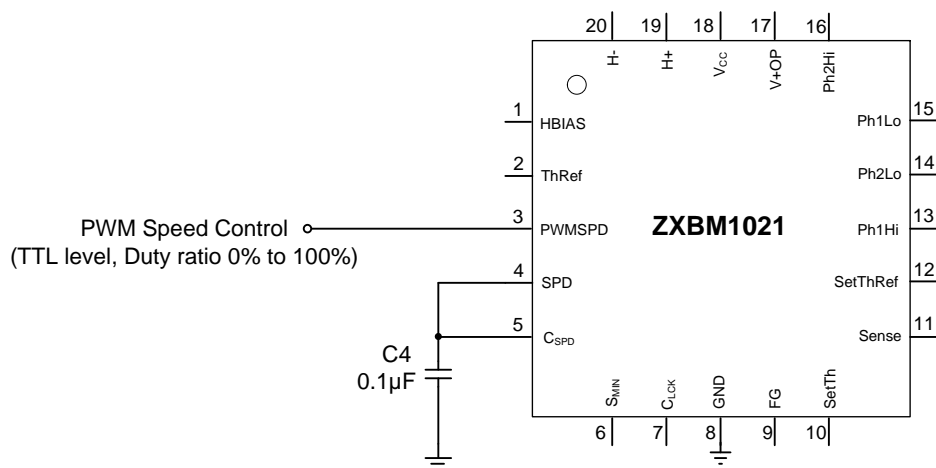 20 19 18 17 16
H- H+ VCC V+OP Ph2Hi
1 HBIAS
Ph1Lo 15
2 ThRef
Ph2Lo 14
PWM Speed Control
(TTL level, Duty ratio 0% to 100%)
3 PWMSPD
ZXBM1021
Ph1Hi 13
4 SPD
SetThRef 12
5 CSPD
Sense 11
C4
0.1µF
SMIN CLCK GND FG SetTh
6 7 8 9 10